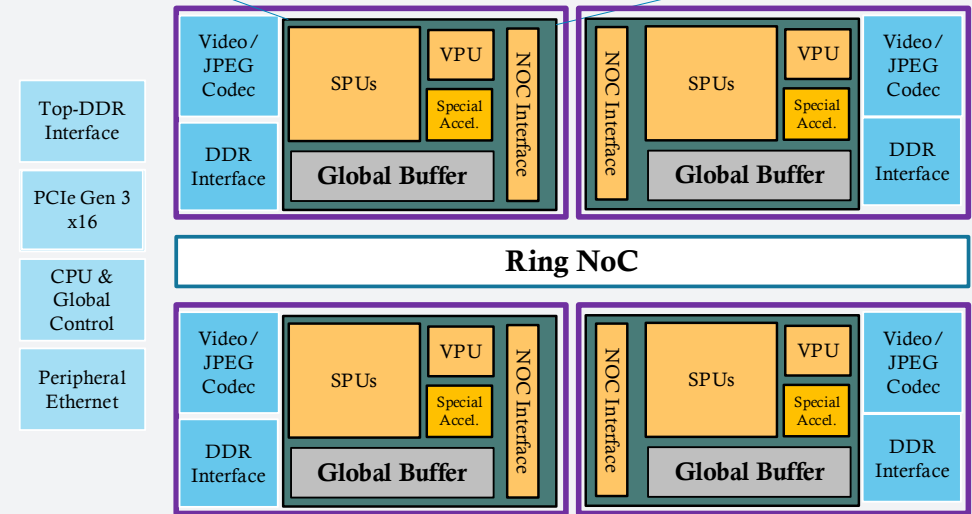 Top-DDR
Interface
PCIe Gen 3
x16
CPU &
Global
Control
Peripheral
Ethernet
Video/
JPEG
Codec
DDR
Interface
SPUs
VPU
Special
Accel.
NOC Interface
Global Buffer
NOC Interface
SPUs
VPU
Special
Accel.
Global Buffer
Video/
JPEG
Codec
DDR
Interface
Ring NoC
Video/
JPEG
Codec
DDR
Interface
SPUs
VPU
Special
Accel.
NOC Interface
Global Buffer
NOC Interface
SPUs
VPU
Special
Accel.
Global Buffer
Video/
JPEG
Codec
DDR
Interface